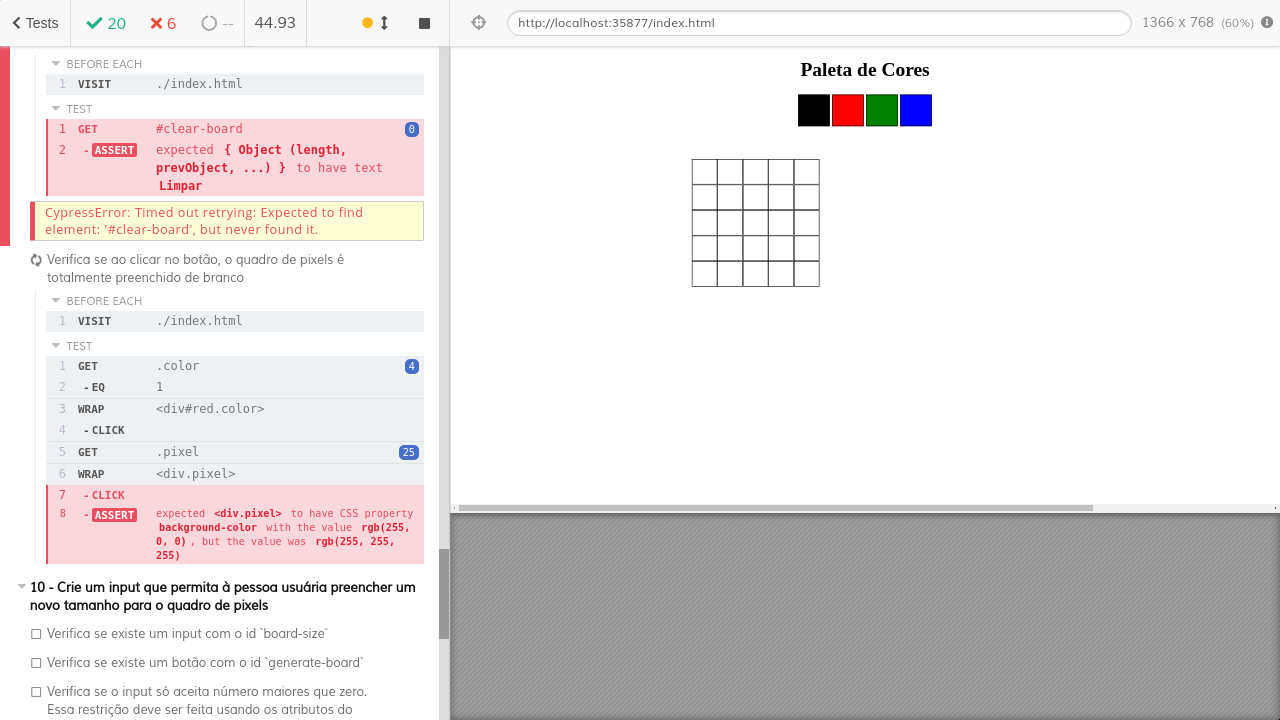 Tests 20 6 -- 44.93 http://localhost:35877/index.html 1366 x 768 (60%)
BEFORE EACH
1 VISIT ./index.html
TEST
1 GET #clear-board 0
2 - ASSERT expected { Object (length,
prevObject, ...) } to have text
Limpar
CypressError: Timed out retrying: Expected to find
element: '#clear-board', but never found it.
Verifica se ao clicar no botão, o quadro de pixels é
totalmente preenchido de branco
BEFORE EACH
1 VISIT ./index.html
TEST
1 GET .color 4
2 - EQ 1
3 WRAP <div#red.color>
4 - CLICK
5 GET .pixel 25
6 WRAP <div.pixel>
7 - CLICK
8 - ASSERT expected <div.pixel> to have CSS property
background-color with the value rgb(255,
0, 0) , but the value was rgb(255, 255,
255)
10 - Crie um input que permita à pessoa usuária preencher um
novo tamanho para o quadro de pixels
Verifica se existe um input com o id `board-size`
Verifica se existe um botão com o id `generate-board`
Verifica se o input só aceita número maiores que zero.
Essa restrição deve ser feita usando os atributos do
Paleta de Cores